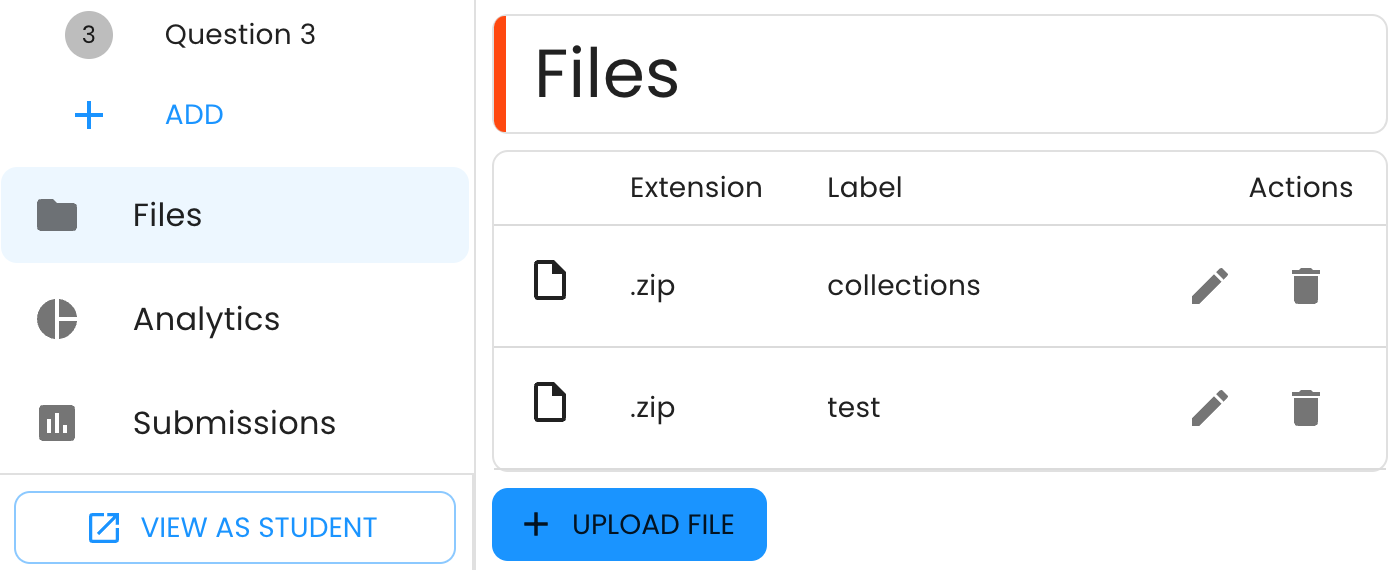 3 Question 3
ADD
Files
Analytics
Submissions
VIEW AS STUDENT
Files
Extension Label Actions
.zip collections
.zip test
UPLOAD FILE